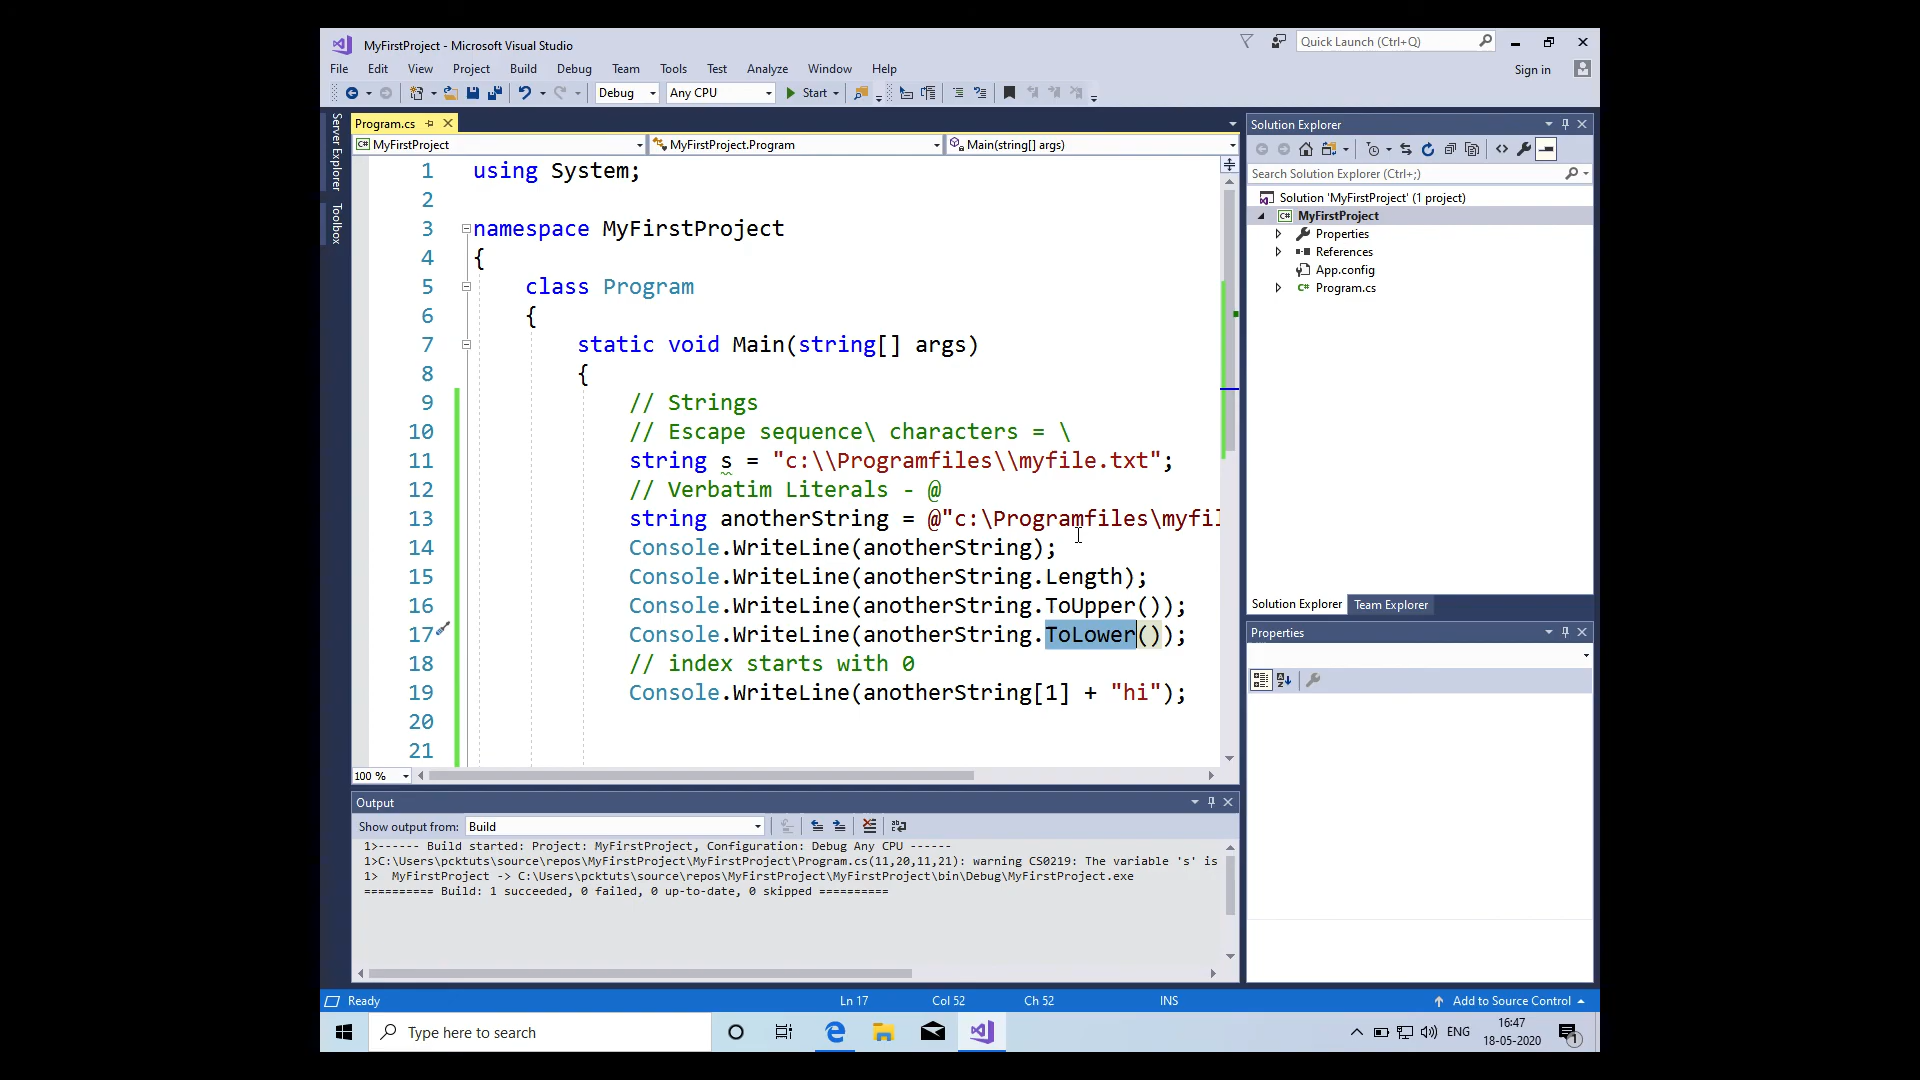 MyFirstProject - Microsoft Visual Studio
Quick Launch (Ctrl+Q)
File Edit View Project Build Debug Team Tools Test Analyze Window Help
Sign in
Debug Any CPU Start
Server Explorer
Toolbox
Program.cs
MyFirstProject MyFirstProject.Program Main(string[] args)
1 using System;
2
3 namespace MyFirstProject
4 {
5 class Program
6 {
7 static void Main(string[] args)
8 {
9 // Strings
10 // Escape sequence\ characters = \
11 string s = "c:\\Programfiles\\myfile.txt";
12 // Verbatim Literals - @
13 string anotherString = @"c:\Programfiles\myfil
14 Console.WriteLine(anotherString);
15 Console.WriteLine(anotherString.Length);
16 Console.WriteLine(anotherString.ToUpper());
17 Console.WriteLine(anotherString.ToLower());
18 // index starts with 0
19 Console.WriteLine(anotherString[1] + "hi");
20
21
100 %
Solution Explorer
Search Solution Explorer (Ctrl+;)
Solution 'MyFirstProject' (1 project)
C# MyFirstProject
Properties
References
App.config
C# Program.cs
Solution Explorer Team Explorer
Properties
Output
Show output from: Build
1>------ Build started: Project: MyFirstProject, Configuration: Debug Any CPU ------
1>C:\Users\pcktuts\source\repos\MyFirstProject\MyFirstProject\Program.cs(11,20,11,21): warning CS0219: The variable 's' is
1> MyFirstProject -> C:\Users\pcktuts\source\repos\MyFirstProject\MyFirstProject\bin\Debug\MyFirstProject.exe
========== Build: 1 succeeded, 0 failed, 0 up-to-date, 0 skipped ==========
Ready Ln 17 Col 52 Ch 52 INS Add to Source Control
Type here to search
ENG
16:47
18-05-2020
1